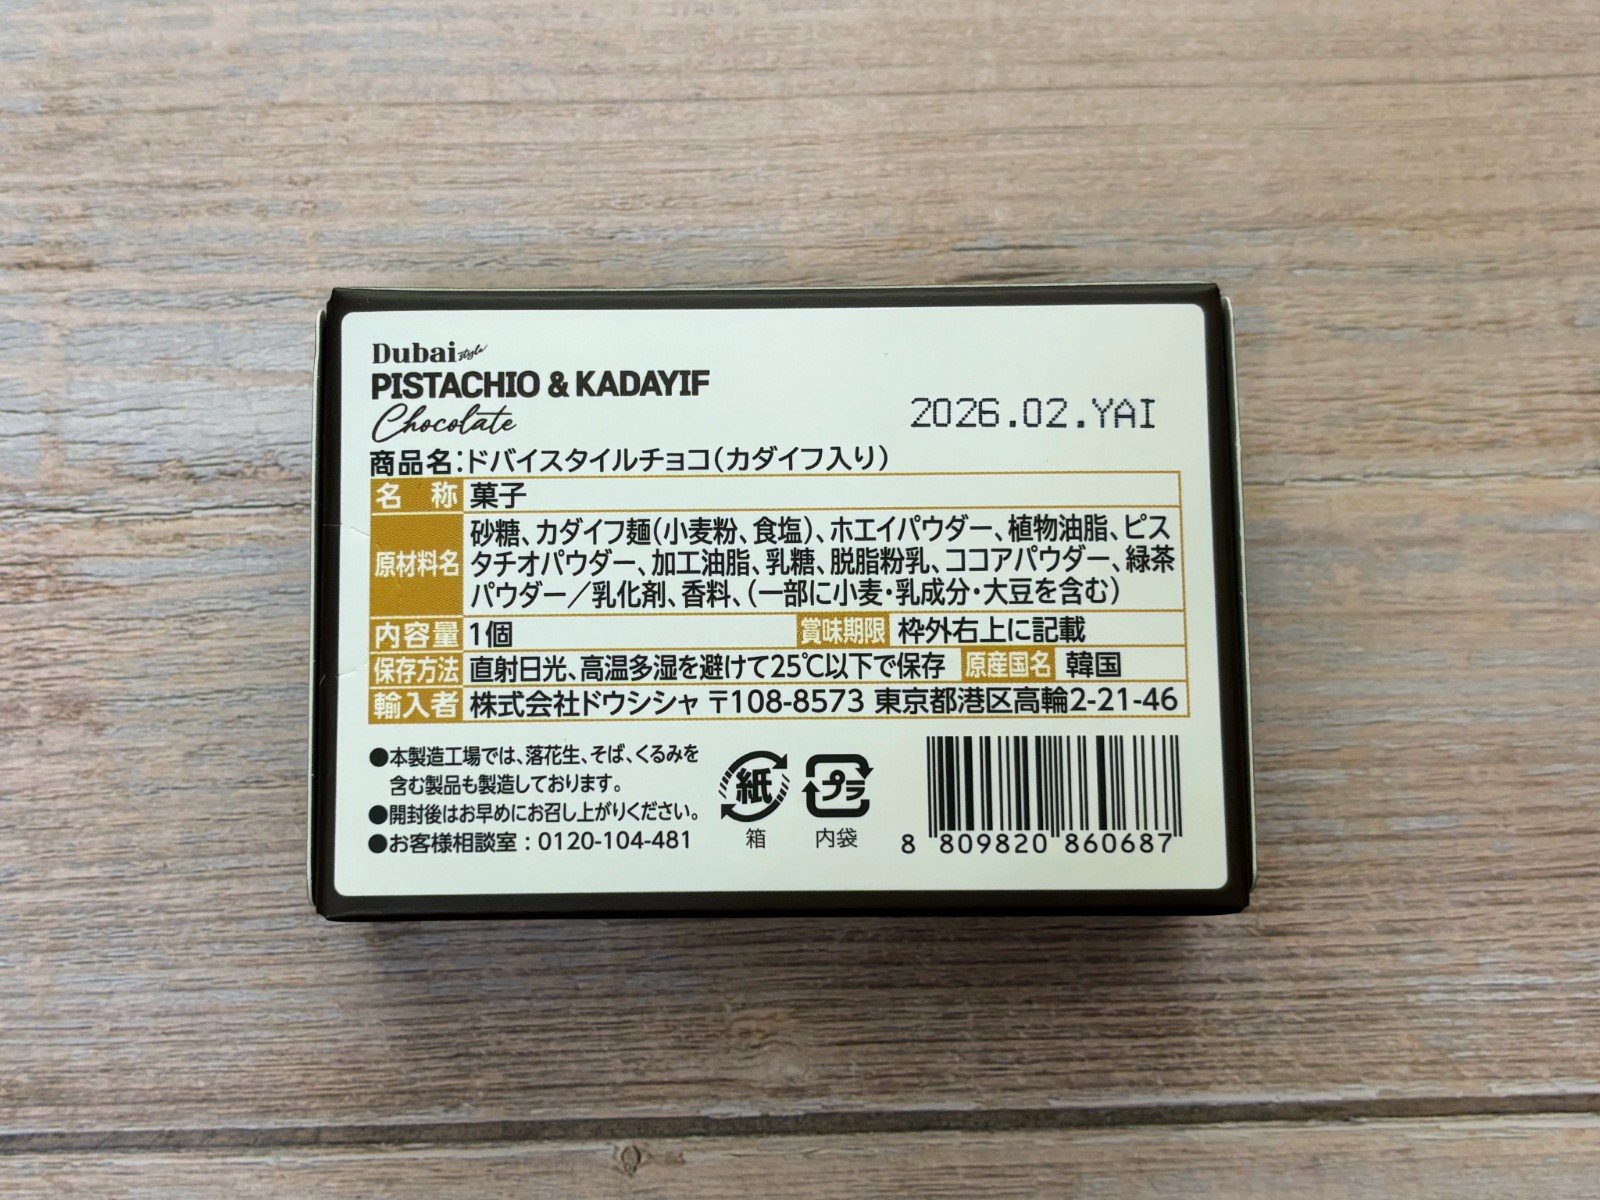 Dubai style
PISTACHIO & KADAYIF
Chocolate
2026.02.YAI
商品名:ドバイスタイルチョコ(カダイフ入り)
名 称 菓子
原材料名 砂糖、カダイフ麺(小麦粉、食塩)、ホエイパウダー、植物油脂、ピス
タチオパウダー、加工油脂、乳糖、脱脂粉乳、ココアパウダー、緑茶
パウダー/乳化剤、香料、(一部に小麦・乳成分・大豆を含む)
内容量 1個 賞味期限 枠外右上に記載
保存方法 直射日光、高温多湿を避けて25℃以下で保存 原産国名 韓国
輸入者 株式会社ドウシシャ 〒108-8573 東京都港区高輪2-21-46
●本製造工場では、落花生、そば、くるみを
含む製品も製造しております。
●開封後はお早めにお召し上がりください。
●お客様相談室:0120-104-481
紙
箱
プラ
内袋
8 809820 860687